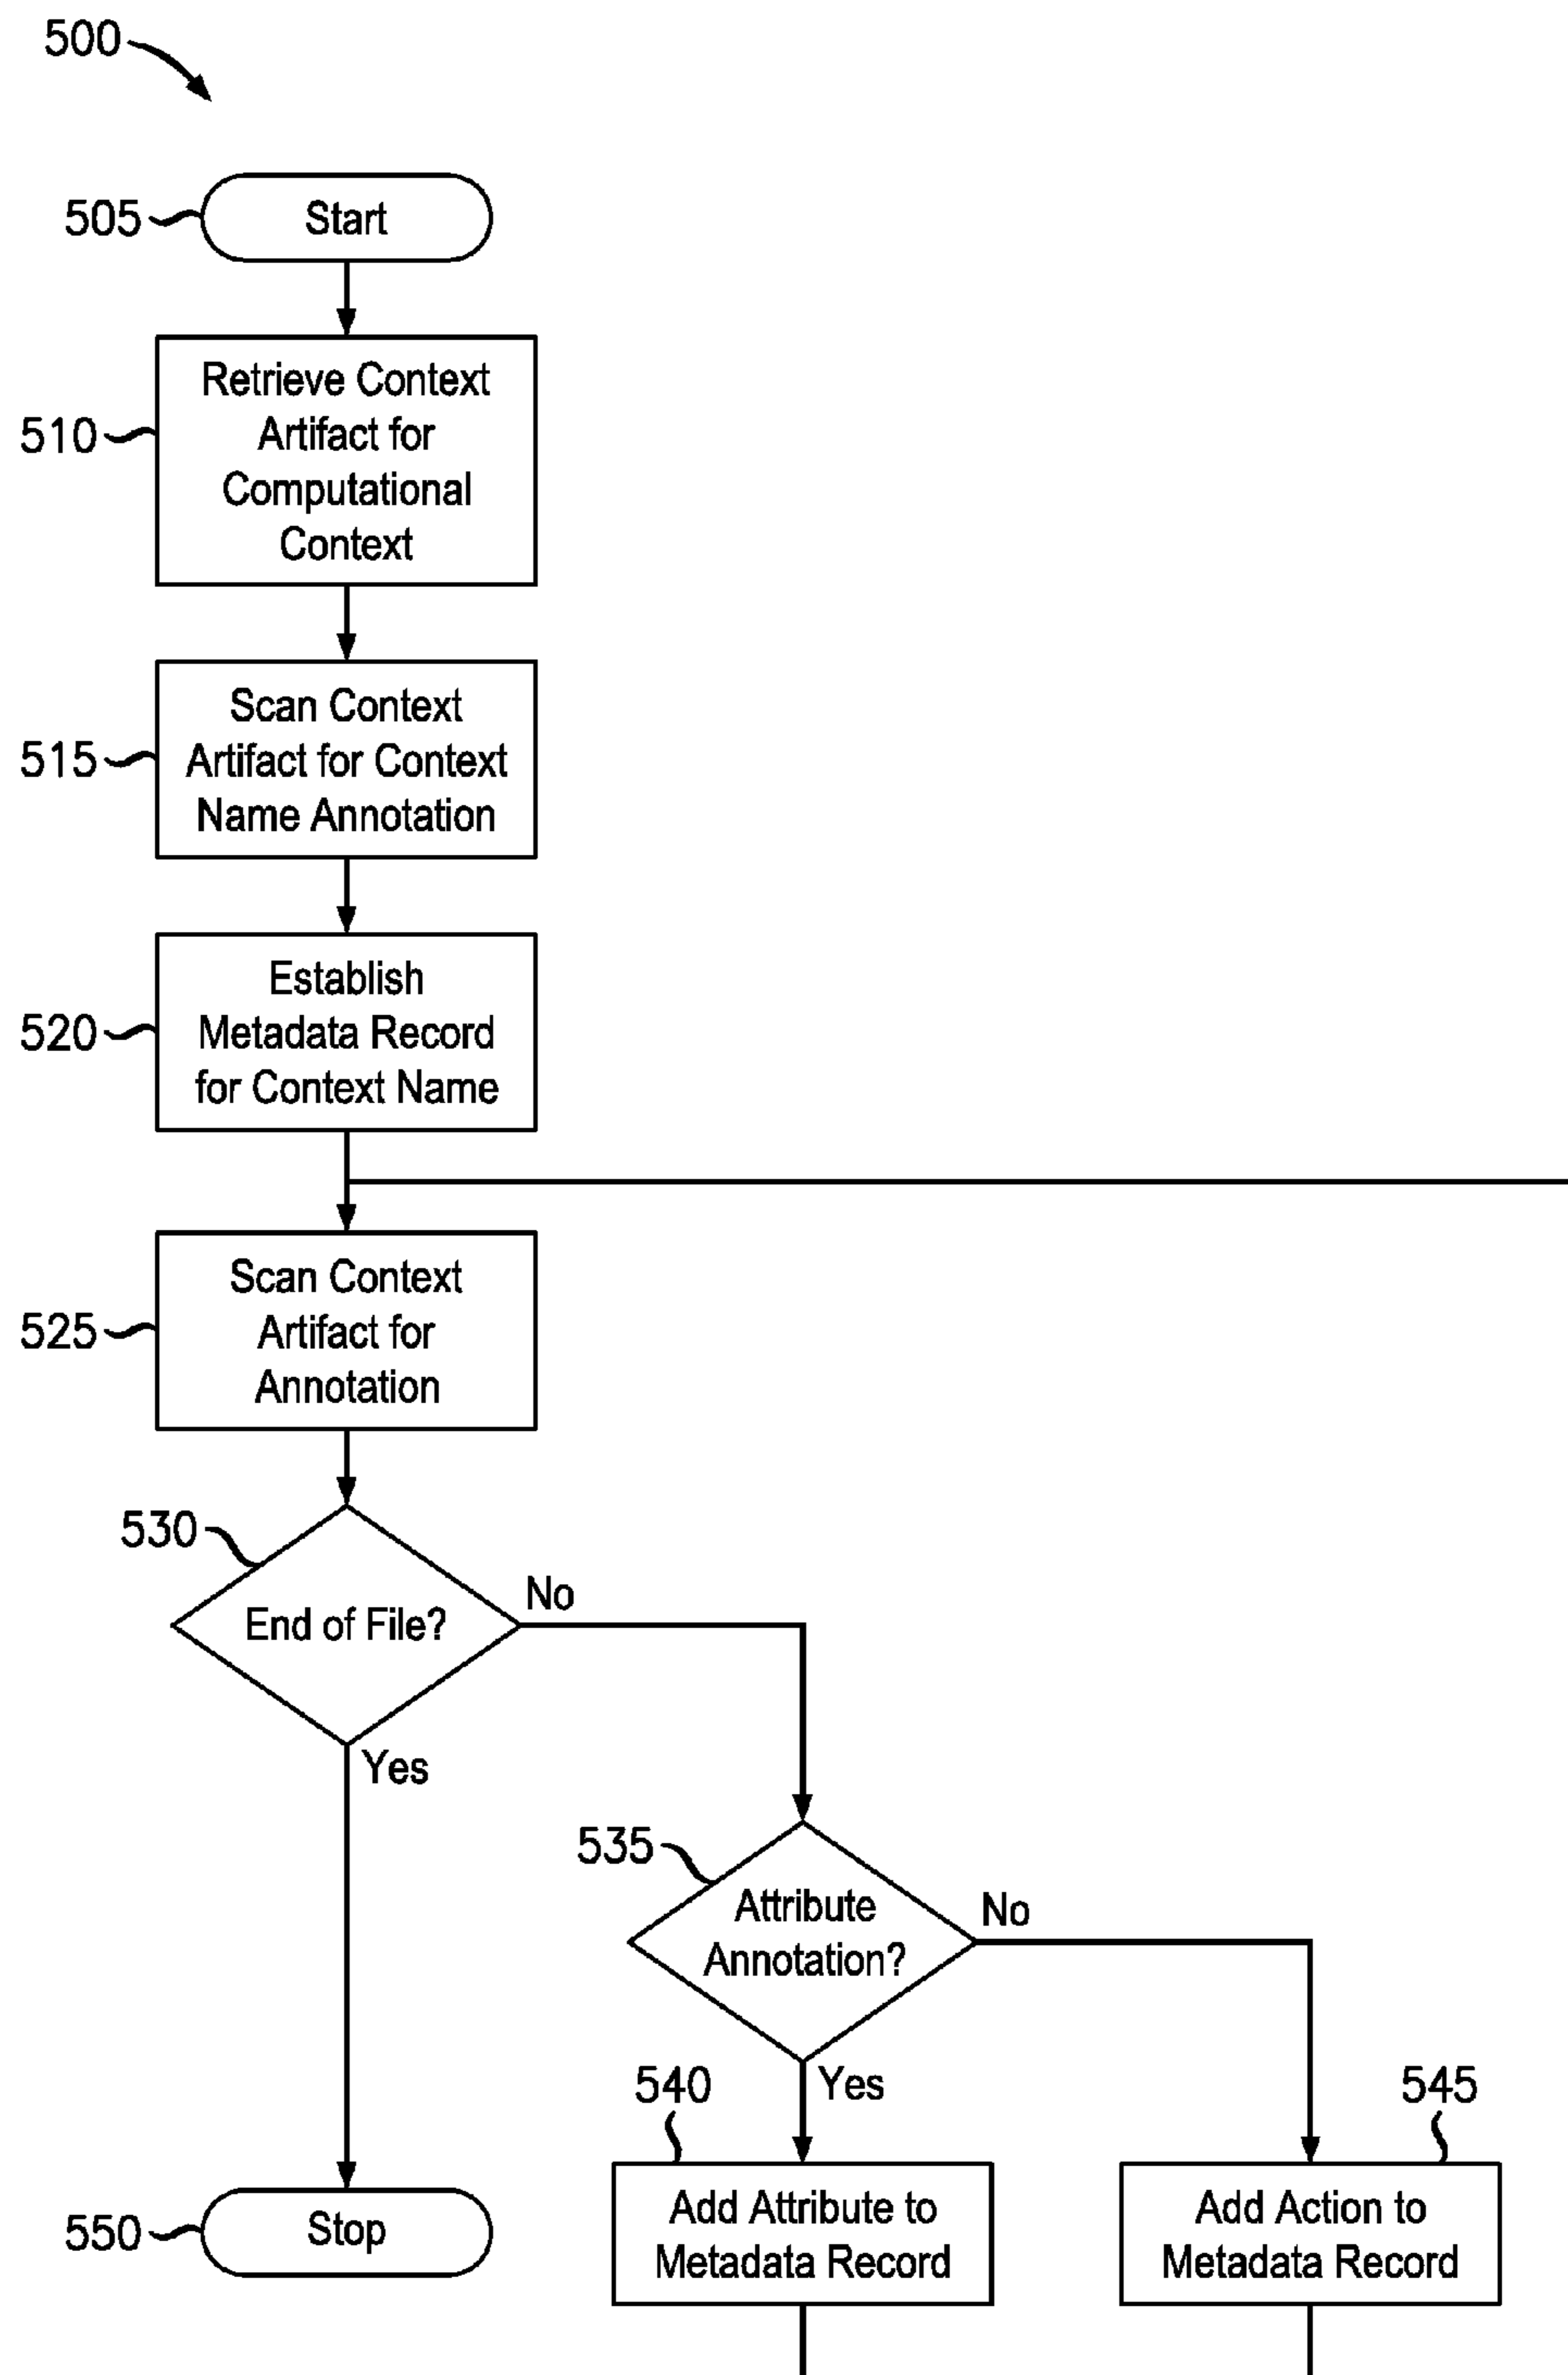 500
505
Start
Retrieve Context
Artifact for
Computational
Context
510
Scan Context
Artifact for Context
Name Annotation
515
Establish
Metadata Record
for Context Name
520
Scan Context
Artifact for
Annotation
525
530
End of File?
No
Yes
535
Attribute
Annotation?
No
Yes
540
Add Attribute to
Metadata Record
545
Add Action to
Metadata Record
550
Stop